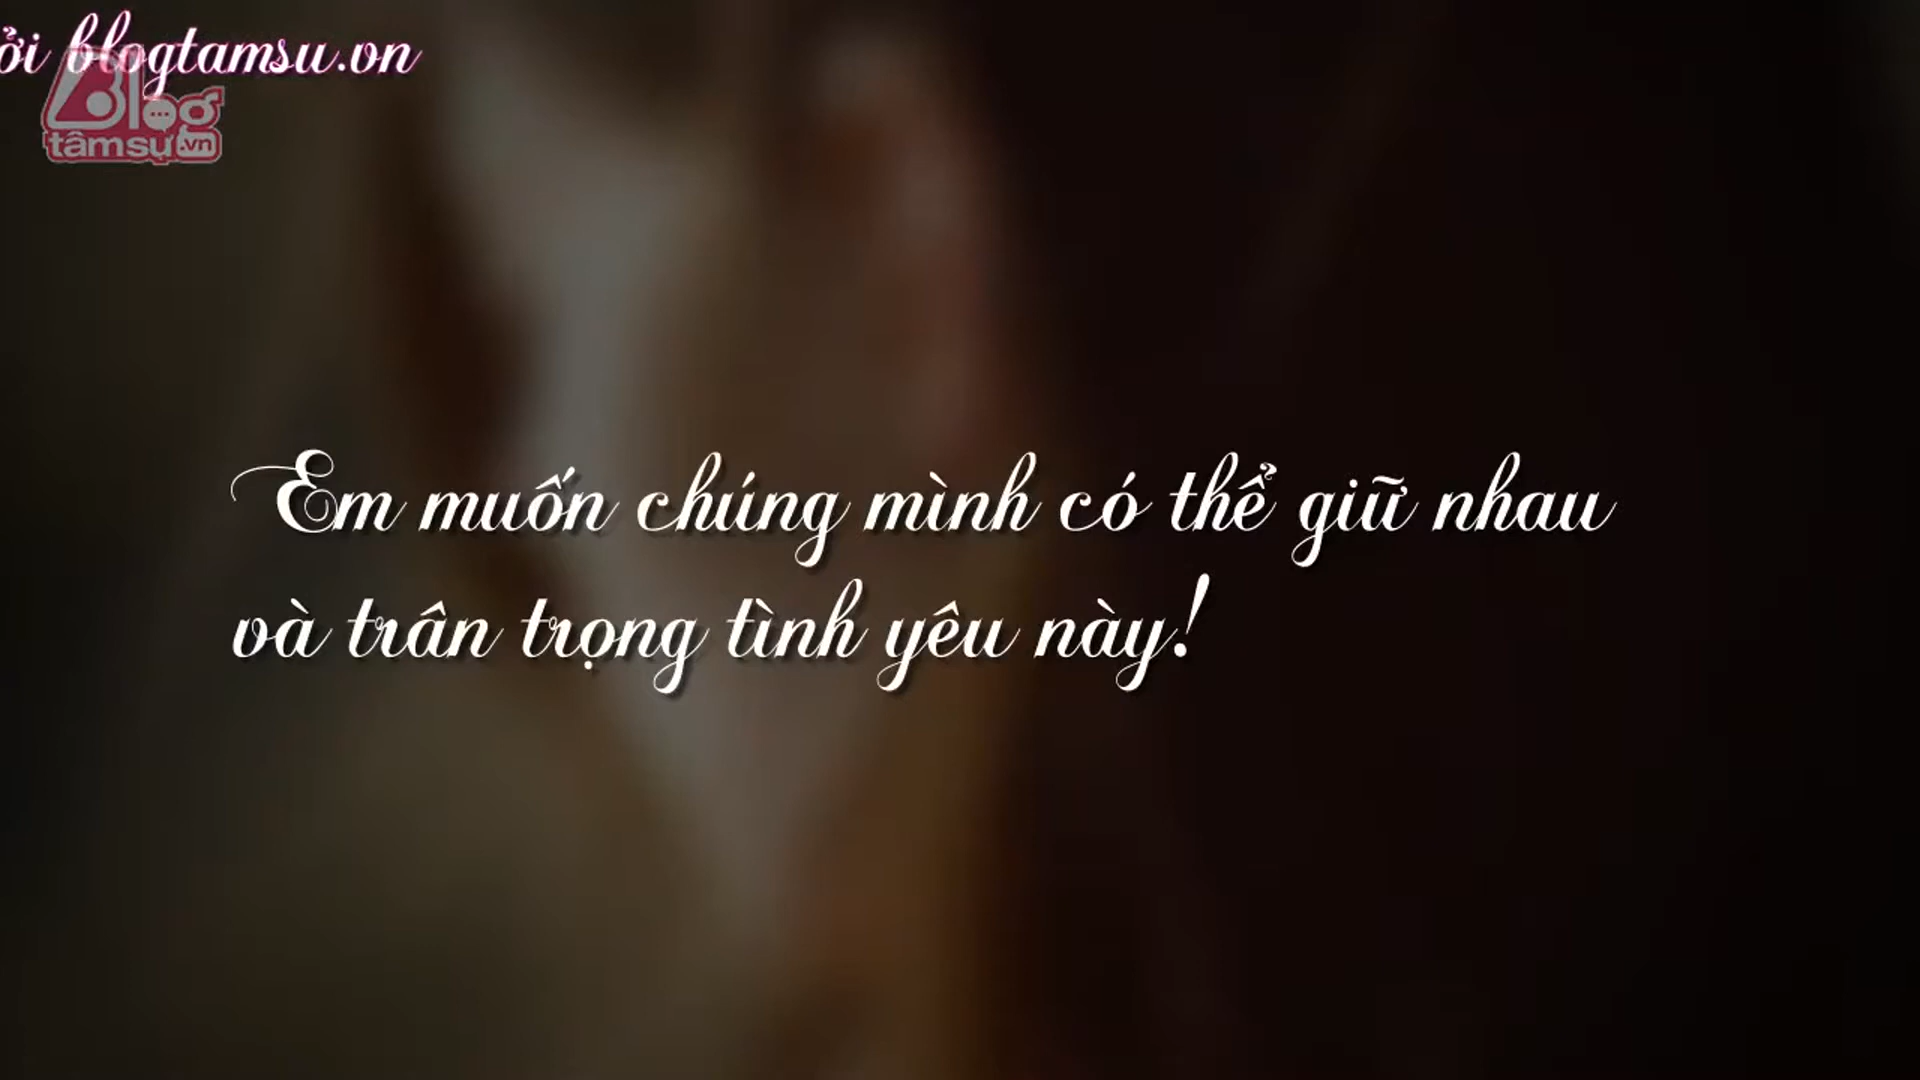 ởi blogtamsu.vn
Blog
tâmsự.vn
Em muốn chúng mình có thể giữ nhau
và trân trọng tình yêu này!